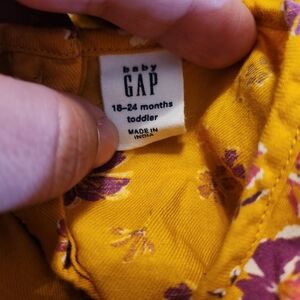 baby
GAP
18-24 months
toddler
MADE IN
INDIA